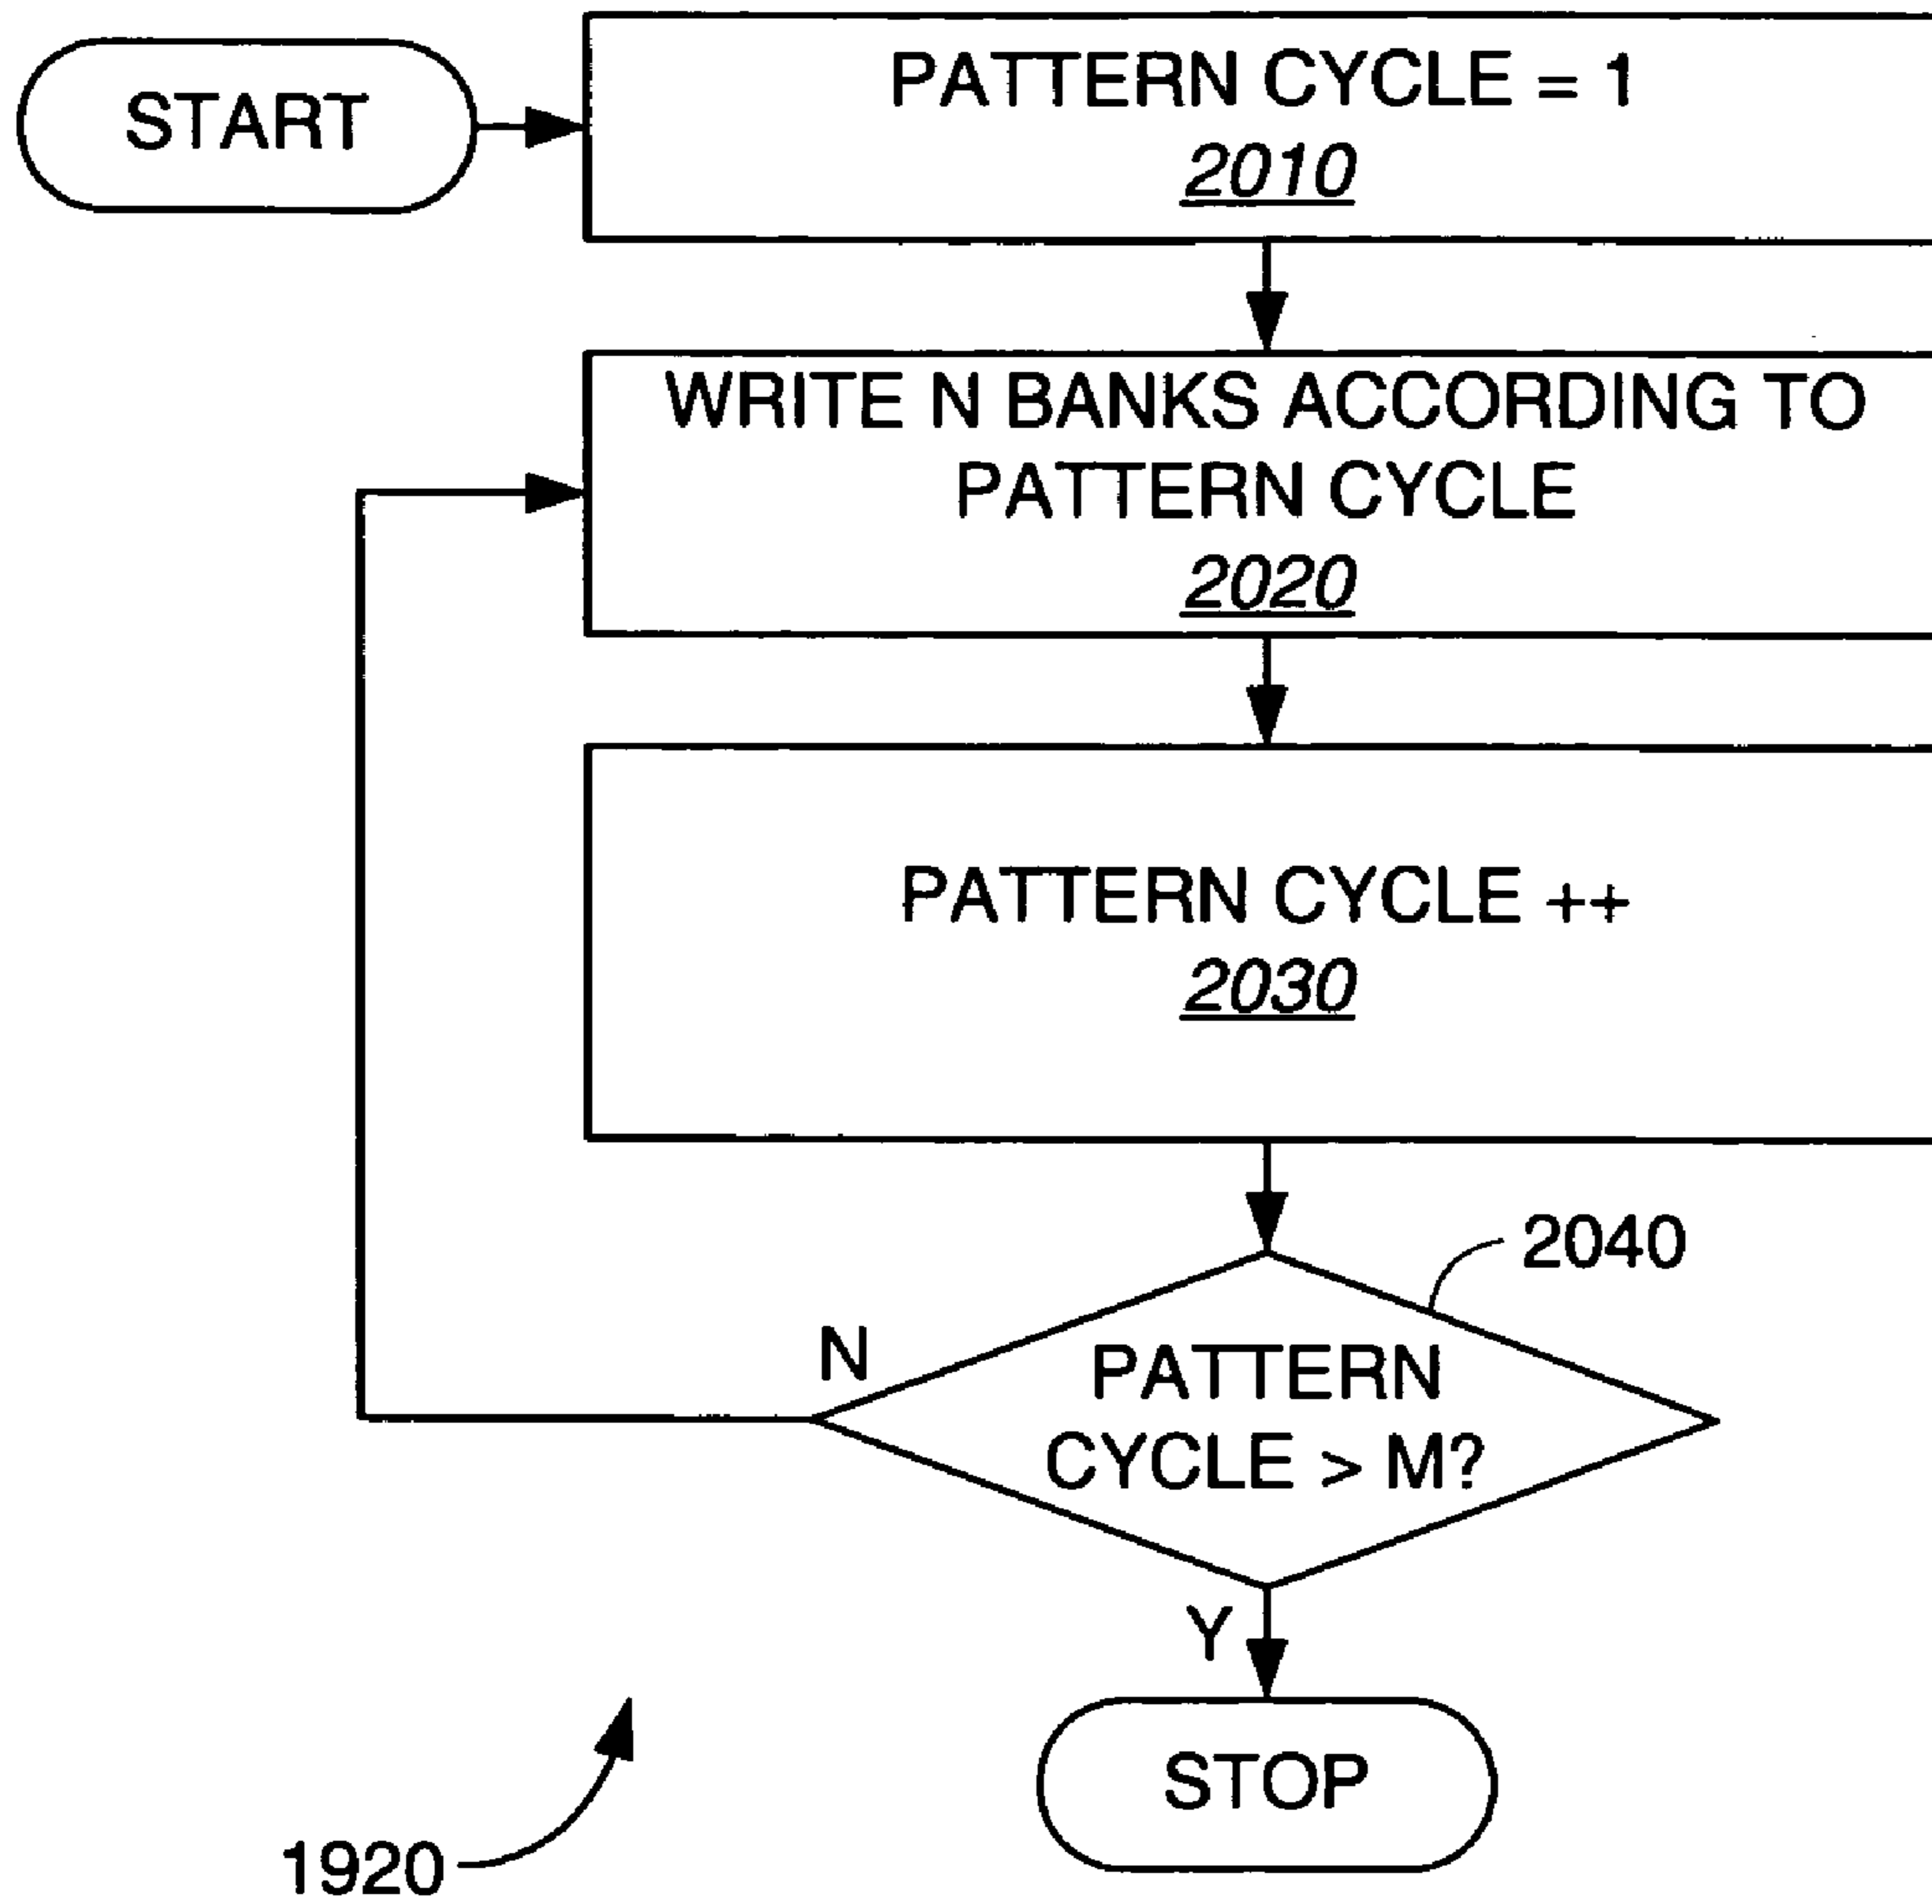 START
PATTERN CYCLE = 1
2010
WRITE N BANKS ACCORDING TO
PATTERN CYCLE
2020
PATTERN CYCLE ++
2030
2040
N
PATTERN
CYCLE > M?
Y
STOP
1920